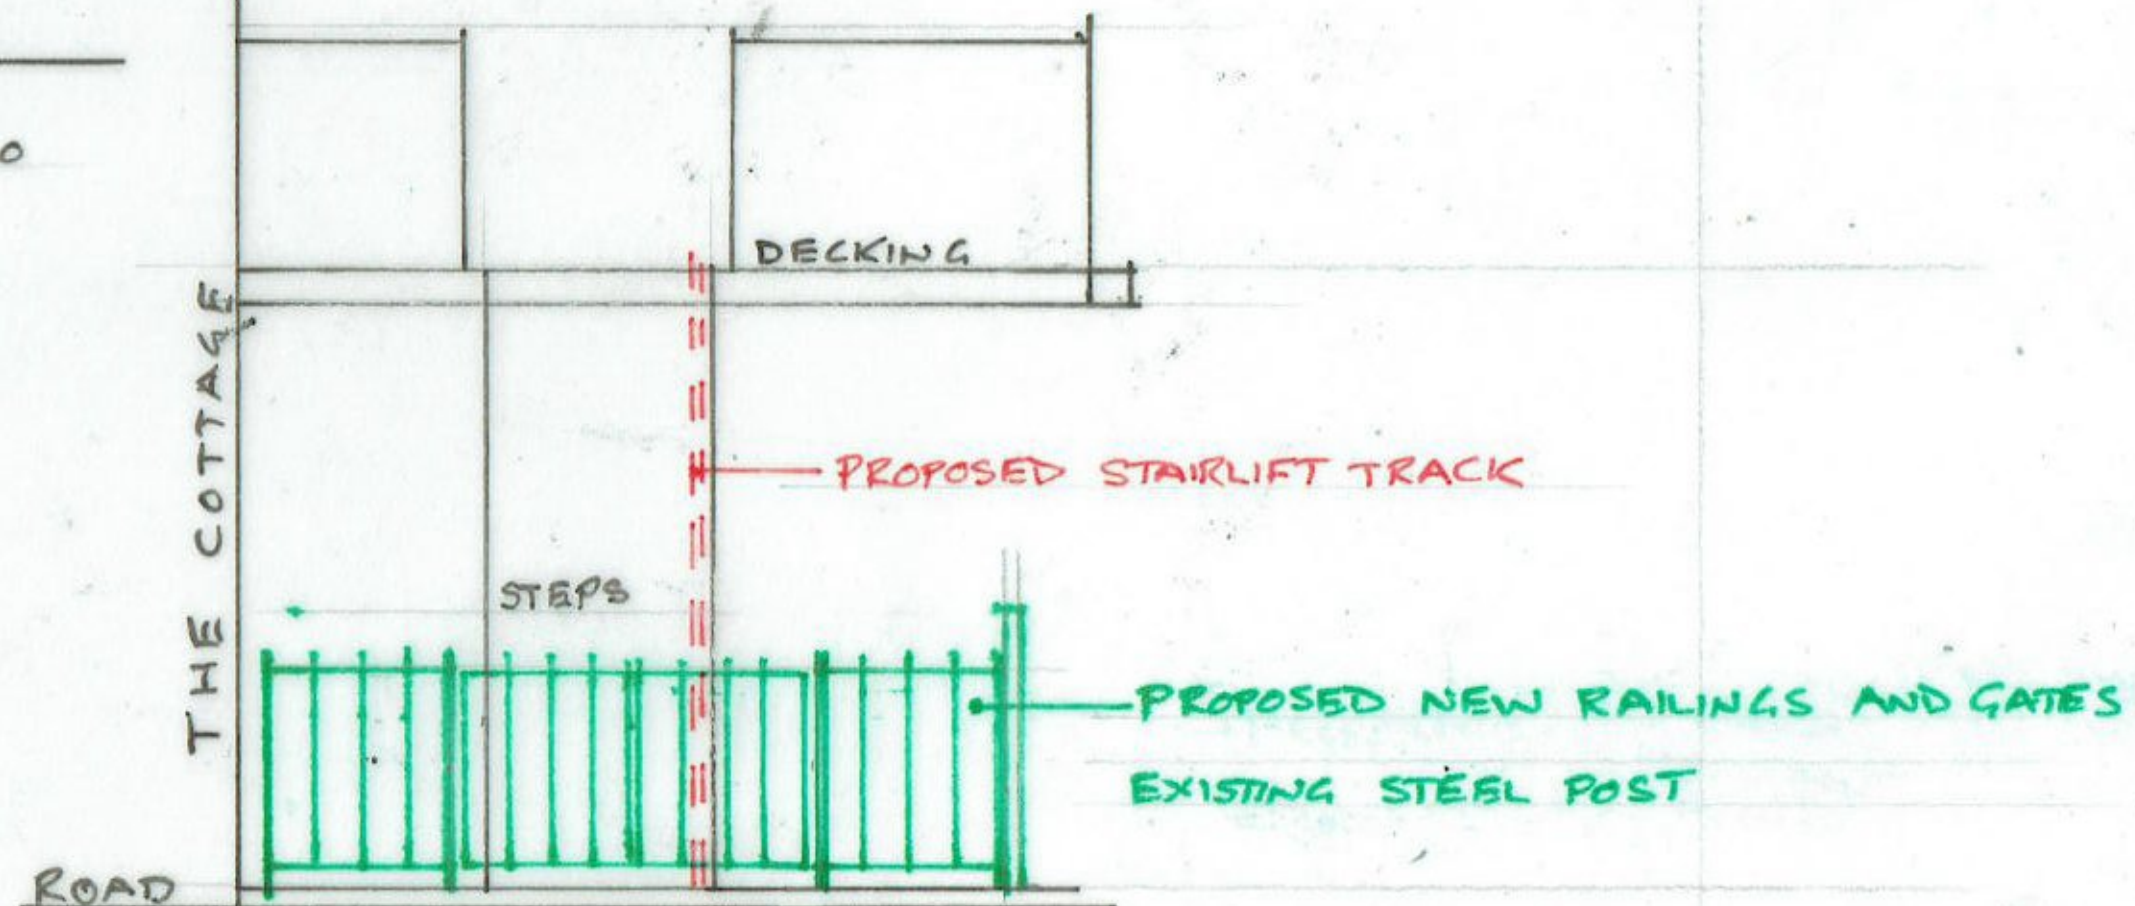 O
DECKING
THE COTTAGE
PROPOSED STAIRLIFT TRACK
STEPS
PROPOSED NEW RAILINGS AND GATES
EXISTING STEEL POST
ROAD